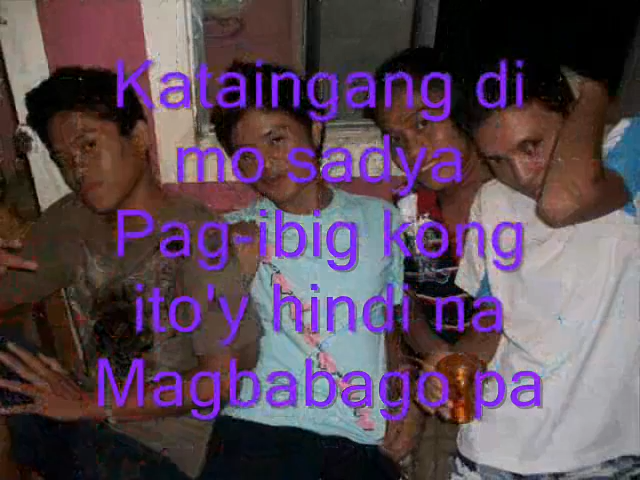 Kataingang di
mo sadya
Pag-ibig kong
ito'y hindi na
Magbabago pa